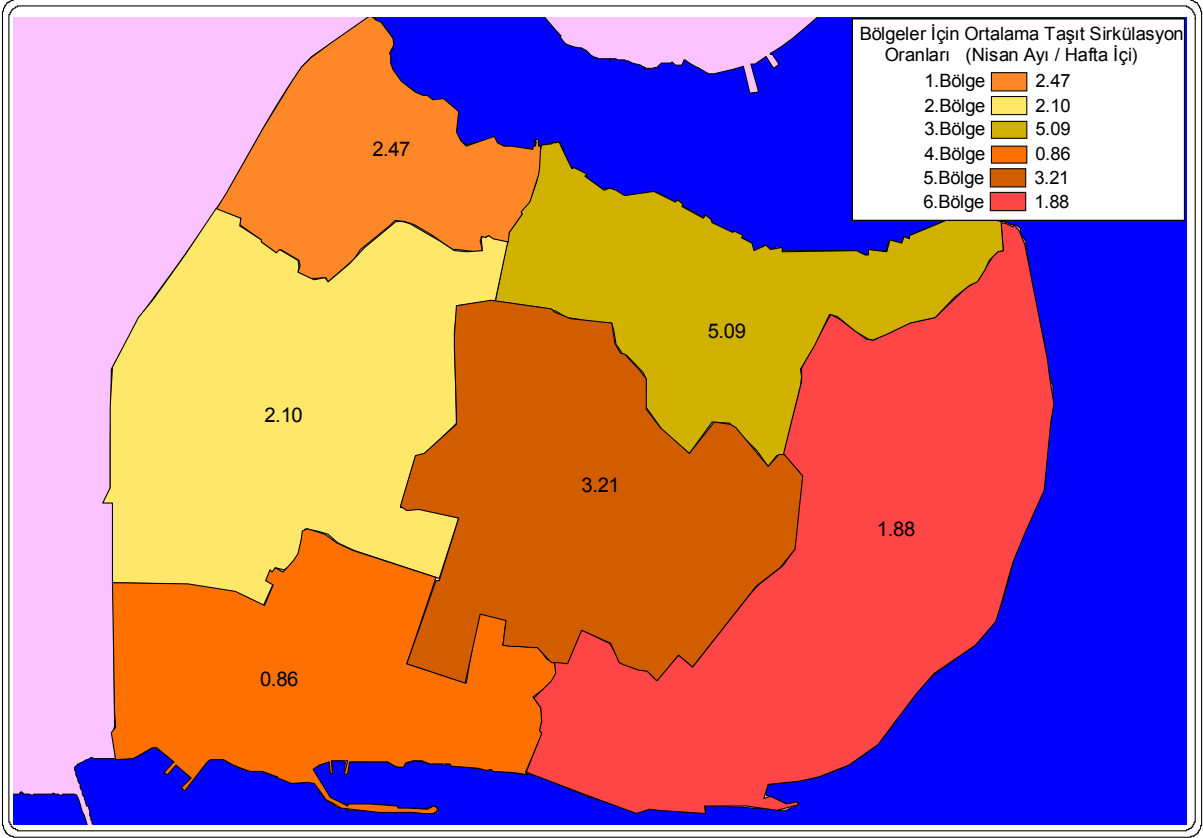 Bölgeler İçin Ortalama Taşıt Sirkülasyon
Oranları (Nisan Ayı / Hafta İçi)
1.Bölge 2.47
2.Bölge 2.10
3.Bölge 5.09
4.Bölge 0.86
5.Bölge 3.21
6.Bölge 1.88
2.47
5.09
2.10
3.21
1.88
0.86